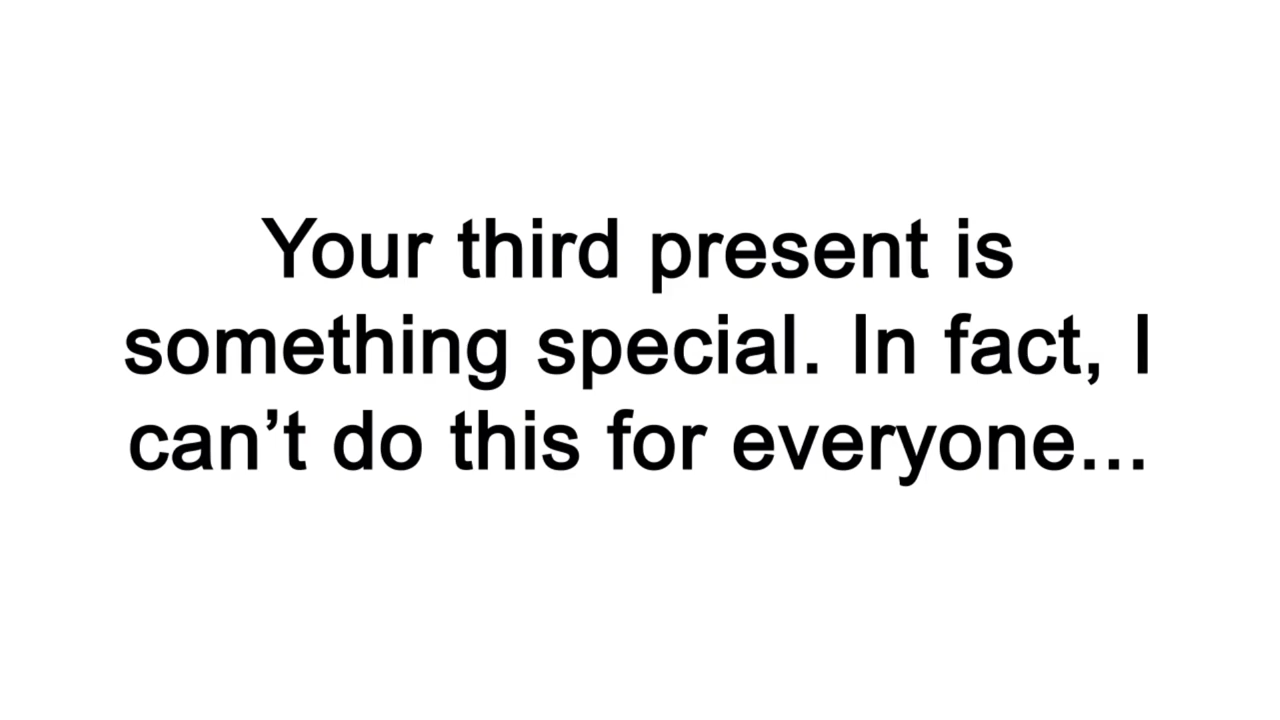 Your third present is
something special. In fact, I
can’t do this for everyone...